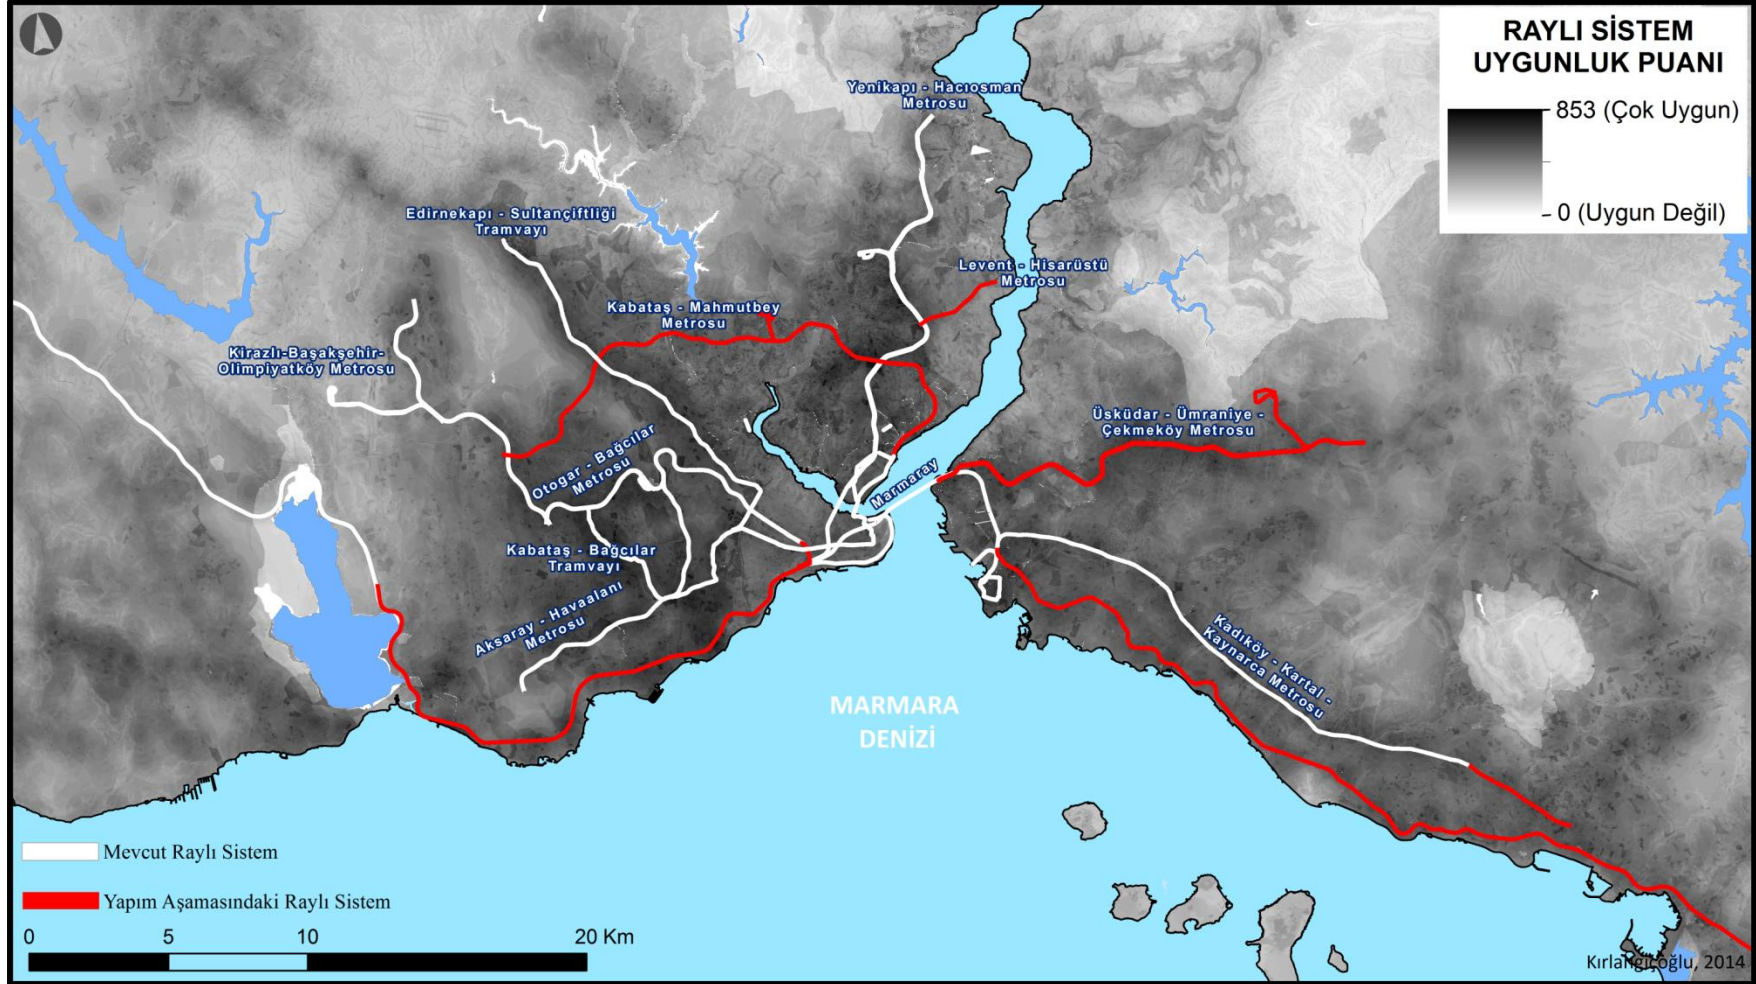 RAYLI SİSTEM
UYGUNLUK PUANI
853 (Çok Uygun)
0 (Uygun Değil)
Yenikapı - Hacıosman
Metrosu
Edirnekapı - Sultançiftliği
Tramvayı
Levent - Hisarüstü
Metrosu
Kabataş - Mahmutbey
Metrosu
Kirazlı-Başakşehir-
Olimpiyatköy Metrosu
Üsküdar - Ümraniye -
Çekmeköy Metrosu
Otogar - Bağcılar
Metrosu
Marmaray
Kabataş - Bağcılar
Tramvayı
Aksaray - Havaalanı
Metrosu
Kadıköy - Kartal -
Kaynarca Metrosu
MARMARA
DENİZİ
Mevcut Raylı Sistem
Yapım Aşamasındaki Raylı Sistem
0 5 10 20 Km
Kırlangıçoğlu, 2014